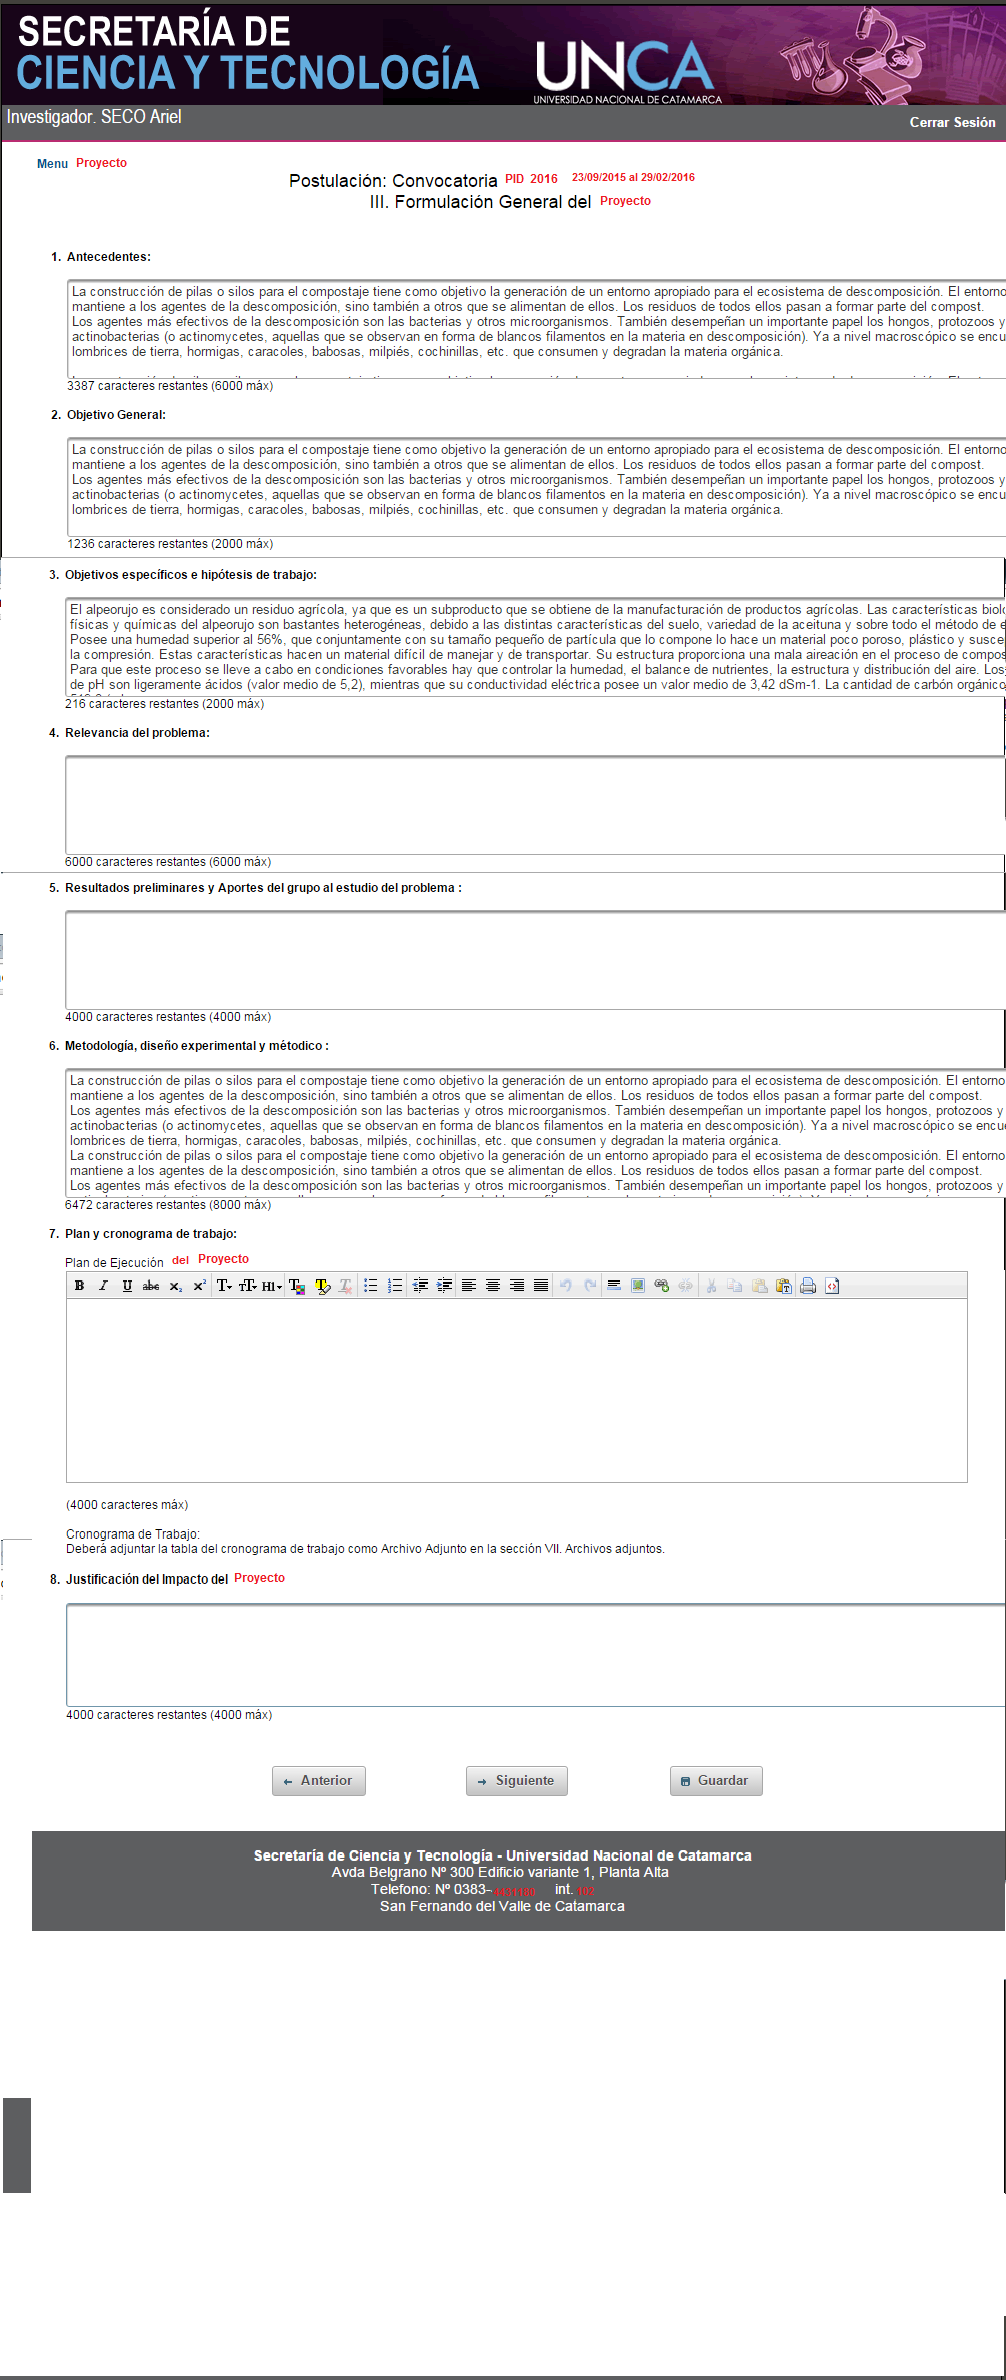 SECRETARÍA DE
CIENCIA Y TECNOLOGÍA
UNCA
UNIVERSIDAD NACIONAL DE CATAMARCA
Investigador. SECO Ariel
Cerrar Sesión
Menu Proyecto
Postulación: Convocatoria PID 2016 23/09/2015 al 29/02/2016
III. Formulación General del Proyecto
1. Antecedentes:
La construcción de pilas o silos para el compostaje tiene como objetivo la generación de un entorno apropiado para el ecosistema de descomposición. El entorno
mantiene a los agentes de la descomposición, sino también a otros que se alimentan de ellos. Los residuos de todos ellos pasan a formar parte del compost.
Los agentes más efectivos de la descomposición son las bacterias y otros microorganismos. También desempeñan un importante papel los hongos, protozoos y
actinobacterias (o actinomycetes, aquellas que se observan en forma de blancos filamentos en la materia en descomposición). Ya a nivel macroscópico se encu
lombrices de tierra, hormigas, caracoles, babosas, milpiés, cochinillas, etc. que consumen y degradan la materia orgánica.
3387 caracteres restantes (6000 máx)
2. Objetivo General:
La construcción de pilas o silos para el compostaje tiene como objetivo la generación de un entorno apropiado para el ecosistema de descomposición. El entorno
mantiene a los agentes de la descomposición, sino también a otros que se alimentan de ellos. Los residuos de todos ellos pasan a formar parte del compost.
Los agentes más efectivos de la descomposición son las bacterias y otros microorganismos. También desempeñan un importante papel los hongos, protozoos y
actinobacterias (o actinomycetes, aquellas que se observan en forma de blancos filamentos en la materia en descomposición). Ya a nivel macroscópico se encu
lombrices de tierra, hormigas, caracoles, babosas, milpiés, cochinillas, etc. que consumen y degradan la materia orgánica.
1236 caracteres restantes (2000 máx)
3. Objetivos específicos e hipótesis de trabajo:
El alpeorujo es considerado un residuo agrícola, ya que es un subproducto que se obtiene de la manufacturación de productos agrícolas. Las características biol
físicas y químicas del alpeorujo son bastantes heterogéneas, debido a las distintas características del suelo, variedad de la aceituna y sobre todo el método de e
Posee una humedad superior al 56%, que conjuntamente con su tamaño pequeño de partícula que lo compone lo hace un material poco poroso, plástico y susce
la compresión. Estas características hacen un material difícil de manejar y de transportar. Su estructura proporciona una mala aireación en el proceso de compos
Para que este proceso se lleve a cabo en condiciones favorables hay que controlar la humedad, el balance de nutrientes, la estructura y distribución del aire. Los
de pH son ligeramente ácidos (valor medio de 5,2), mientras que su conductividad eléctrica posee un valor medio de 3,42 dSm-1. La cantidad de carbón orgánico
216 caracteres restantes (2000 máx)
4. Relevancia del problema:
6000 caracteres restantes (6000 máx)
5. Resultados preliminares y Aportes del grupo al estudio del problema :
4000 caracteres restantes (4000 máx)
6. Metodología, diseño experimental y métodico :
La construcción de pilas o silos para el compostaje tiene como objetivo la generación de un entorno apropiado para el ecosistema de descomposición. El entorno
mantiene a los agentes de la descomposición, sino también a otros que se alimentan de ellos. Los residuos de todos ellos pasan a formar parte del compost.
Los agentes más efectivos de la descomposición son las bacterias y otros microorganismos. También desempeñan un importante papel los hongos, protozoos y
actinobacterias (o actinomycetes, aquellas que se observan en forma de blancos filamentos en la materia en descomposición). Ya a nivel macroscópico se encu
lombrices de tierra, hormigas, caracoles, babosas, milpiés, cochinillas, etc. que consumen y degradan la materia orgánica.
La construcción de pilas o silos para el compostaje tiene como objetivo la generación de un entorno apropiado para el ecosistema de descomposición. El entorno
mantiene a los agentes de la descomposición, sino también a otros que se alimentan de ellos. Los residuos de todos ellos pasan a formar parte del compost.
Los agentes más efectivos de la descomposición son las bacterias y otros microorganismos. También desempeñan un importante papel los hongos, protozoos y
6472 caracteres restantes (8000 máx)
7. Plan y cronograma de trabajo:
Plan de Ejecución del Proyecto
(4000 caracteres máx)
Cronograma de Trabajo:
Deberá adjuntar la tabla del cronograma de trabajo como Archivo Adjunto en la sección VII. Archivos adjuntos.
8. Justificación del Impacto del Proyecto
4000 caracteres restantes (4000 máx)
Anterior Siguiente Guardar
Secretaría de Ciencia y Tecnología - Universidad Nacional de Catamarca
Avda Belgrano Nº 300 Edificio variante 1, Planta Alta
Telefono: Nº 0383- int.
San Fernando del Valle de Catamarca